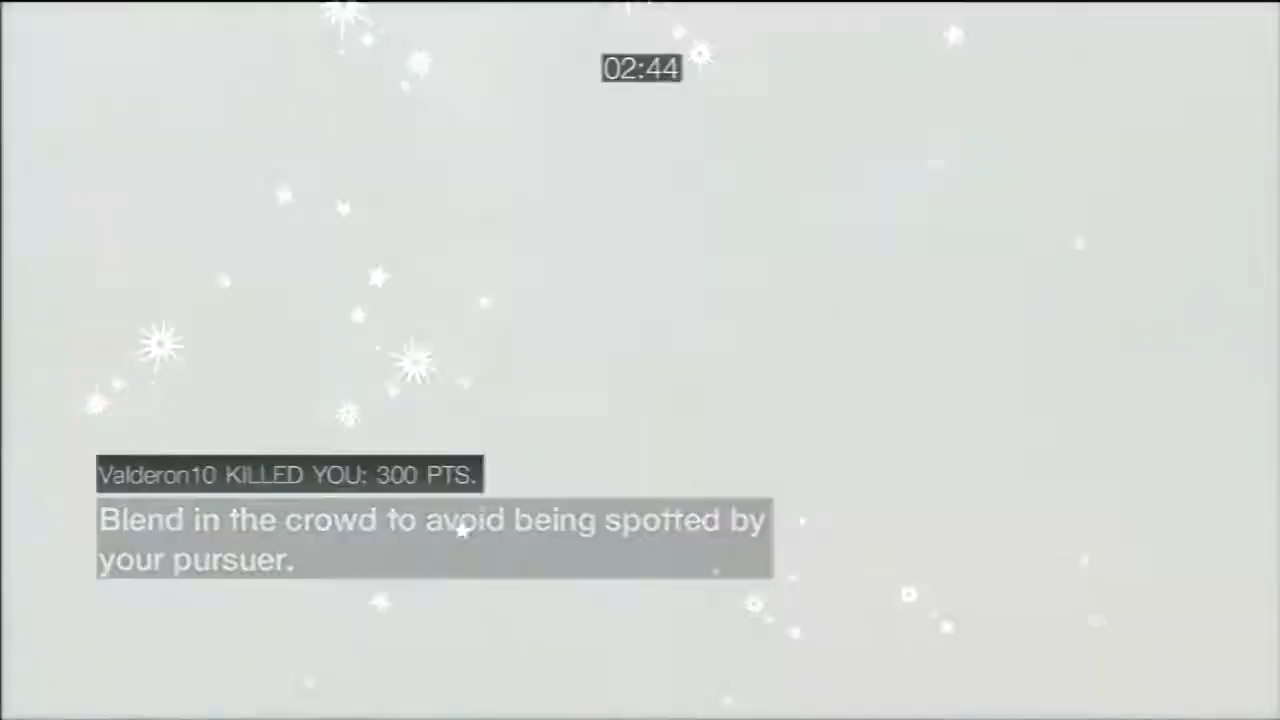 02:44
Valderon10 KILLED YOU: 300 PTS.
Blend in the crowd to avoid being spotted by
your pursuer.